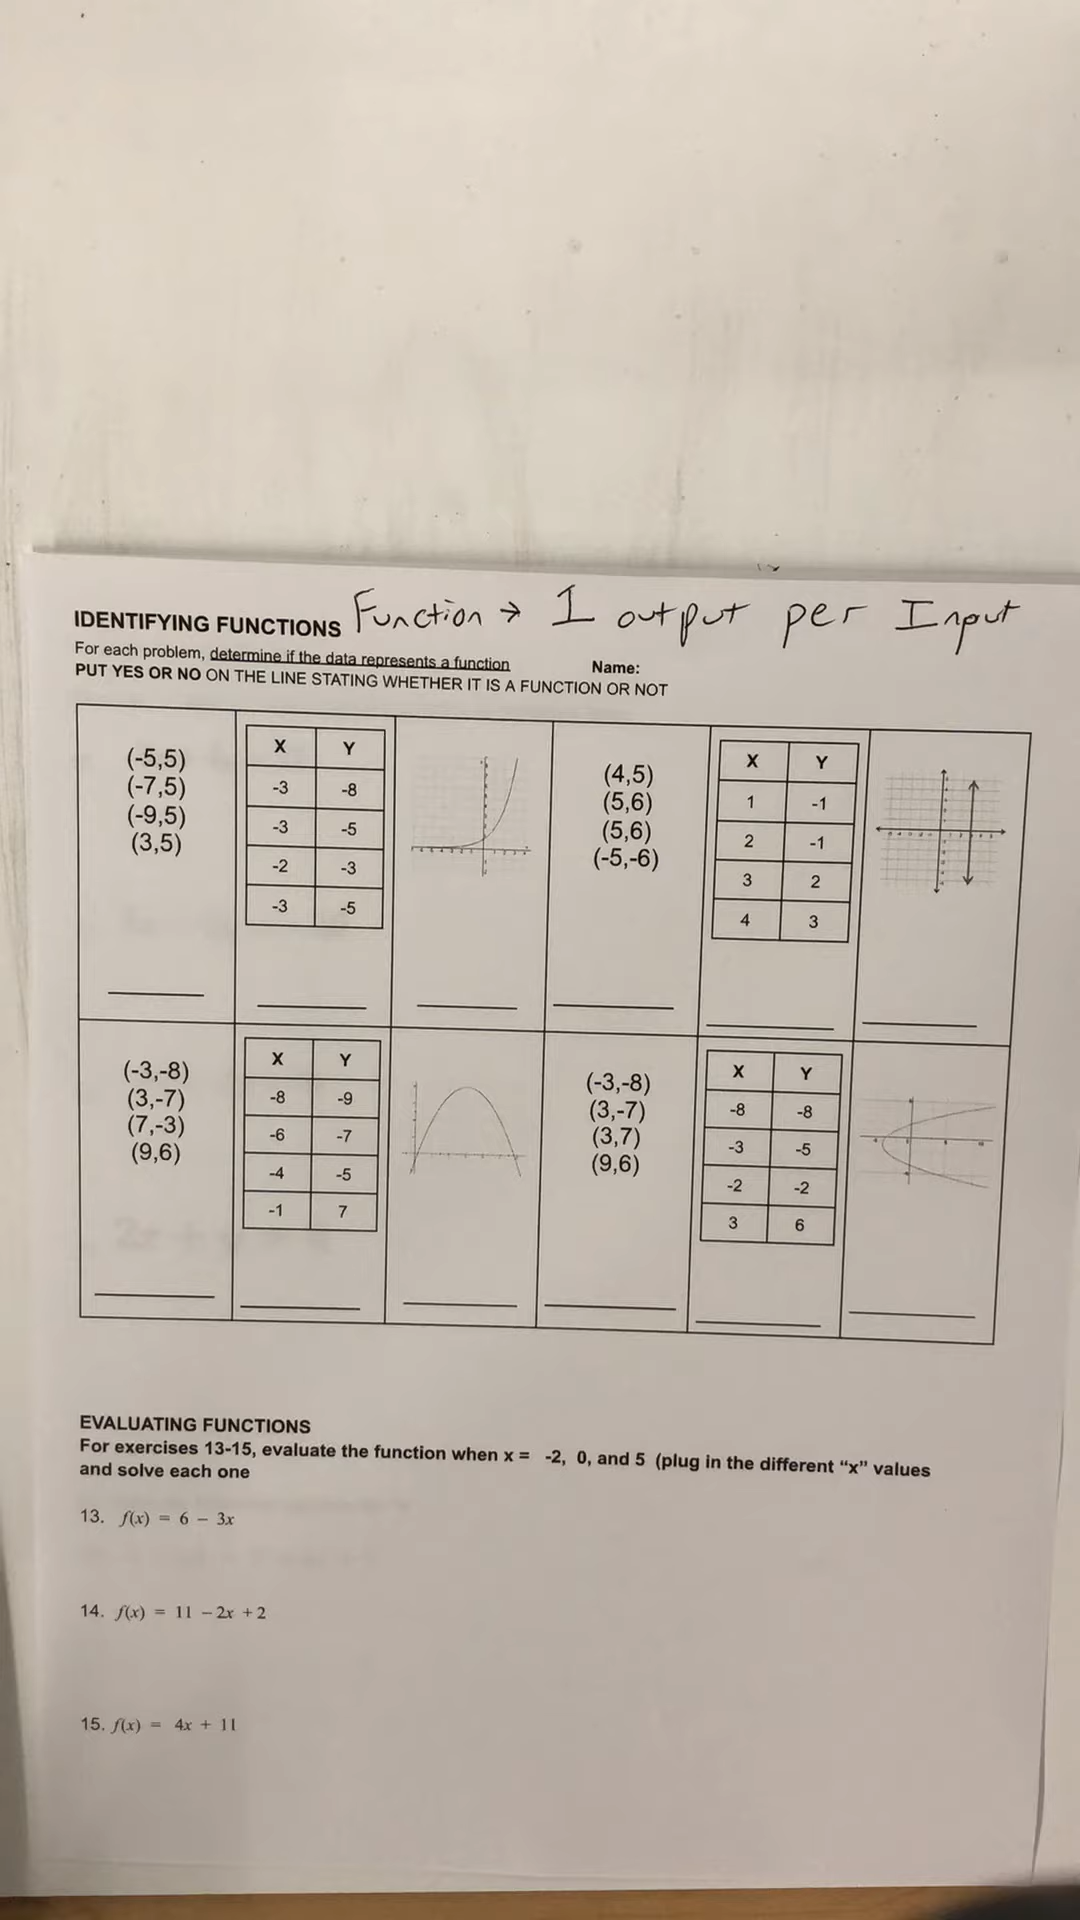 IDENTIFYING FUNCTIONS Function → 1 output per Input
For each problem, determine if the data represents a function Name:
PUT YES OR NO ON THE LINE STATING WHETHER IT IS A FUNCTION OR NOT
(-5,5)
(-7,5)
(-9,5)
(3,5)
X Y
-3 -8
-3 -5
-2 -3
-3 -5
(4,5)
(5,6)
(5,6)
(-5,-6)
X Y
1 -1
2 -1
3 2
4 3
(-3,-8)
(3,-7)
(7,-3)
(9,6)
X Y
-8 -9
-6 -7
-4 -5
-1 7
(-3,-8)
(3,-7)
(3,7)
(9,6)
X Y
-8 -8
-3 -5
-2 -2
3 6
EVALUATING FUNCTIONS
For exercises 13-15, evaluate the function when x = -2, 0, and 5 (plug in the different “x” values
and solve each one
13. f(x) = 6 − 3x
14. f(x) = 11 − 2x + 2
15. f(x) = 4x + 11